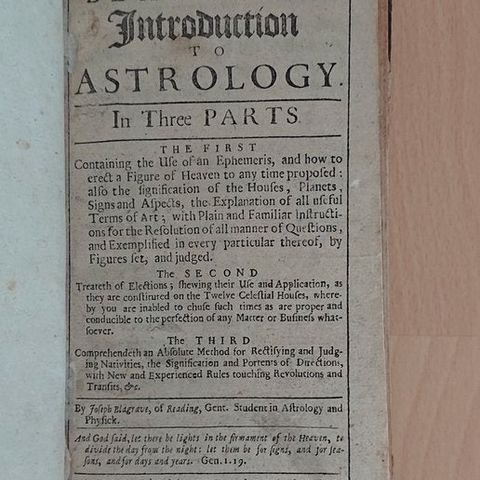 Introduction
TO
ASTROLOGY.
In Three PARTS.
THE FIRST
Containing the Use of an Ephemeris, and how to
erect a Figure of Heaven to any time proposed:
also the signification of the Houses, Planets,
Signs and Aspects, the Explanation of all useful
Terms of Art; with Plain and Familiar Instructi-
ons for the Resolution of all manner of Questions,
and Exemplified in every particular thereof, by
Figures set, and judged.
The SECOND
Treateth of Elections; shewing their Use and Application, as
they are constituted on the Twelve Celestial Houses, where-
by you are inabled to chuse such times as are proper and
conducible to the perfection of any Matter or Business what-
soever.
The THIRD
Comprehendeth an Absolute Method for Rectifying and Judg-
ing Nativities, the Signification and Portents of Directions,
with New and Experienced Rules touching Revolutions and
Transits, &c.
By Joseph Blagrave, of Reading, Gent. Student in Astrology and
Physick.
And God said, let there be lights in the firmament of the Heaven, to
divide the day from the night: let them be for signs, and for sea-
sons, and for days and years. Gen. 1. 19.